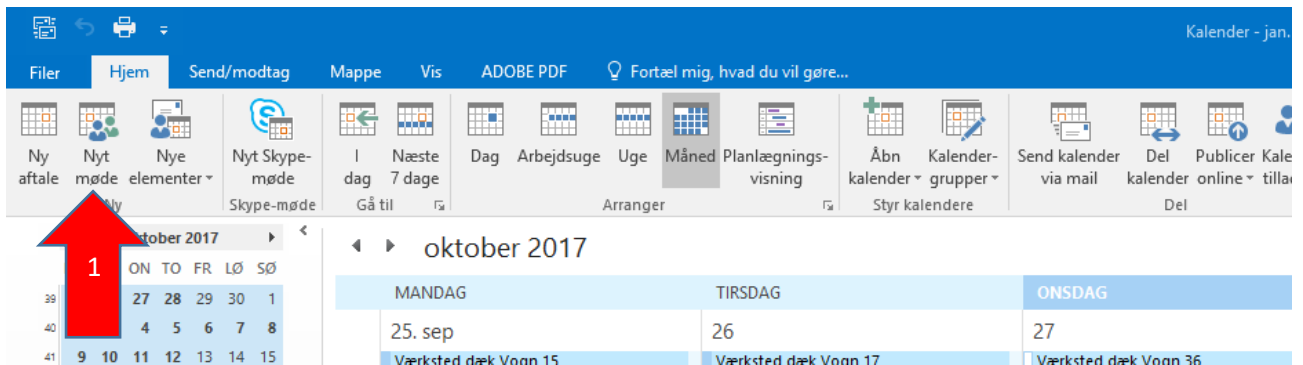 Kalender - jan.
Filer Hjem Send/modtag Mappe Vis ADOBE PDF Fortæl mig, hvad du vil gøre...
Ny aftale
Nyt møde
Nye elementer
Nyt Skype-møde
I dag
Næste 7 dage
Dag
Arbejdsuge
Uge
Måned
Planlægnings-visning
Åbn kalender
Kalender-grupper
Send kalender via mail
Del kalender
Publicer online
Ny Skype-møde Gå til Arranger Styr kalendere Del
1
2017
oktober 2017
ON TO FR LØ SØ
39 27 28 29 30 1
40 4 5 6 7 8
41 9 10 11 12 13 14 15
MANDAG TIRSDAG ONSDAG
25. sep 26 27
Værksted dæk Vogn 15 Værksted dæk Vogn 17 Værksted dæk Vogn 36